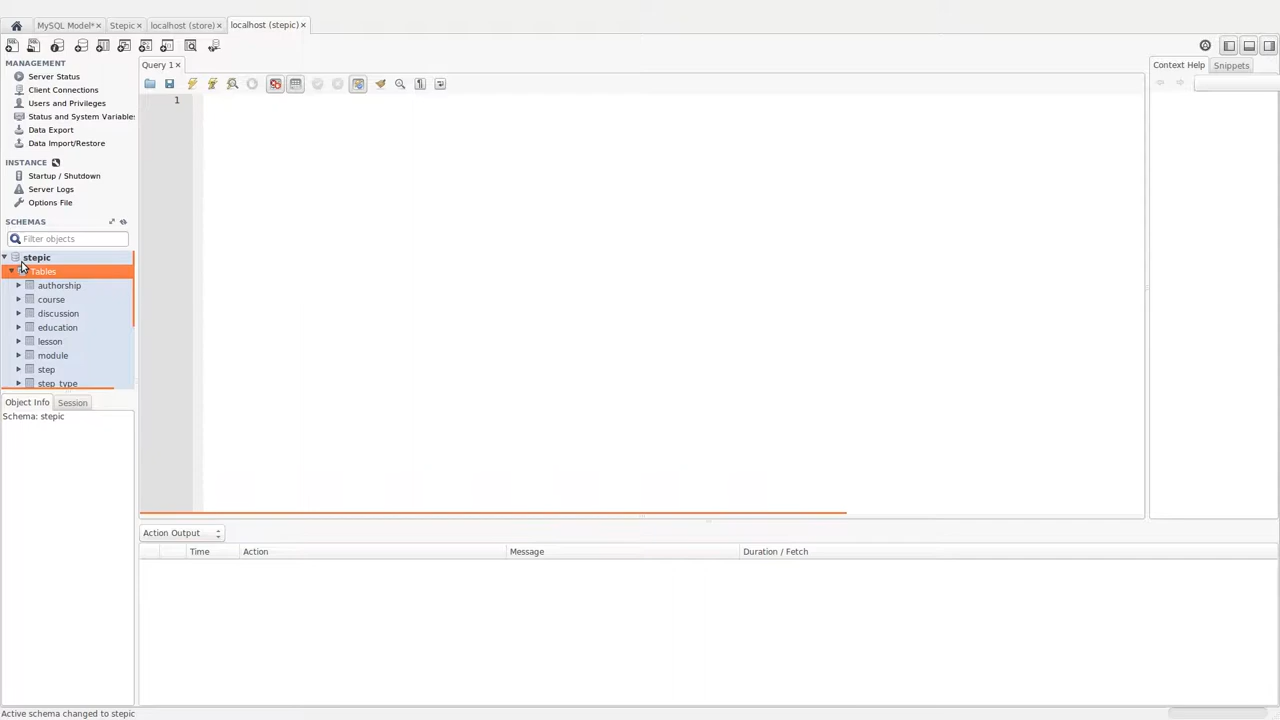 MySQL Model* × Stepic × localhost (store) × localhost (stepic) ×
MANAGEMENT
Server Status
Client Connections
Users and Privileges
Status and System Variable
Data Export
Data Import/Restore
INSTANCE
Startup / Shutdown
Server Logs
Options File
SCHEMAS
Filter objects
stepic
Tables
authorship
course
discussion
education
lesson
module
step
step_type
Object Info Session
Schema: stepic
Query 1 ×
1
Context Help Snippets
Action Output
Time Action Message Duration / Fetch
Active schema changed to stepic